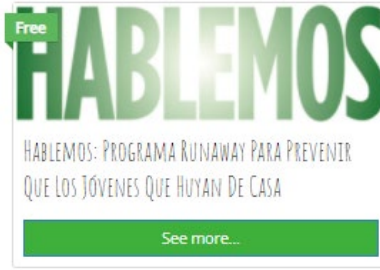 Free
HABLEMOS
Hablemos: Programa Runaway Para Prevenir
Que Los Jóvenes Que Huyan De Casa
See more...